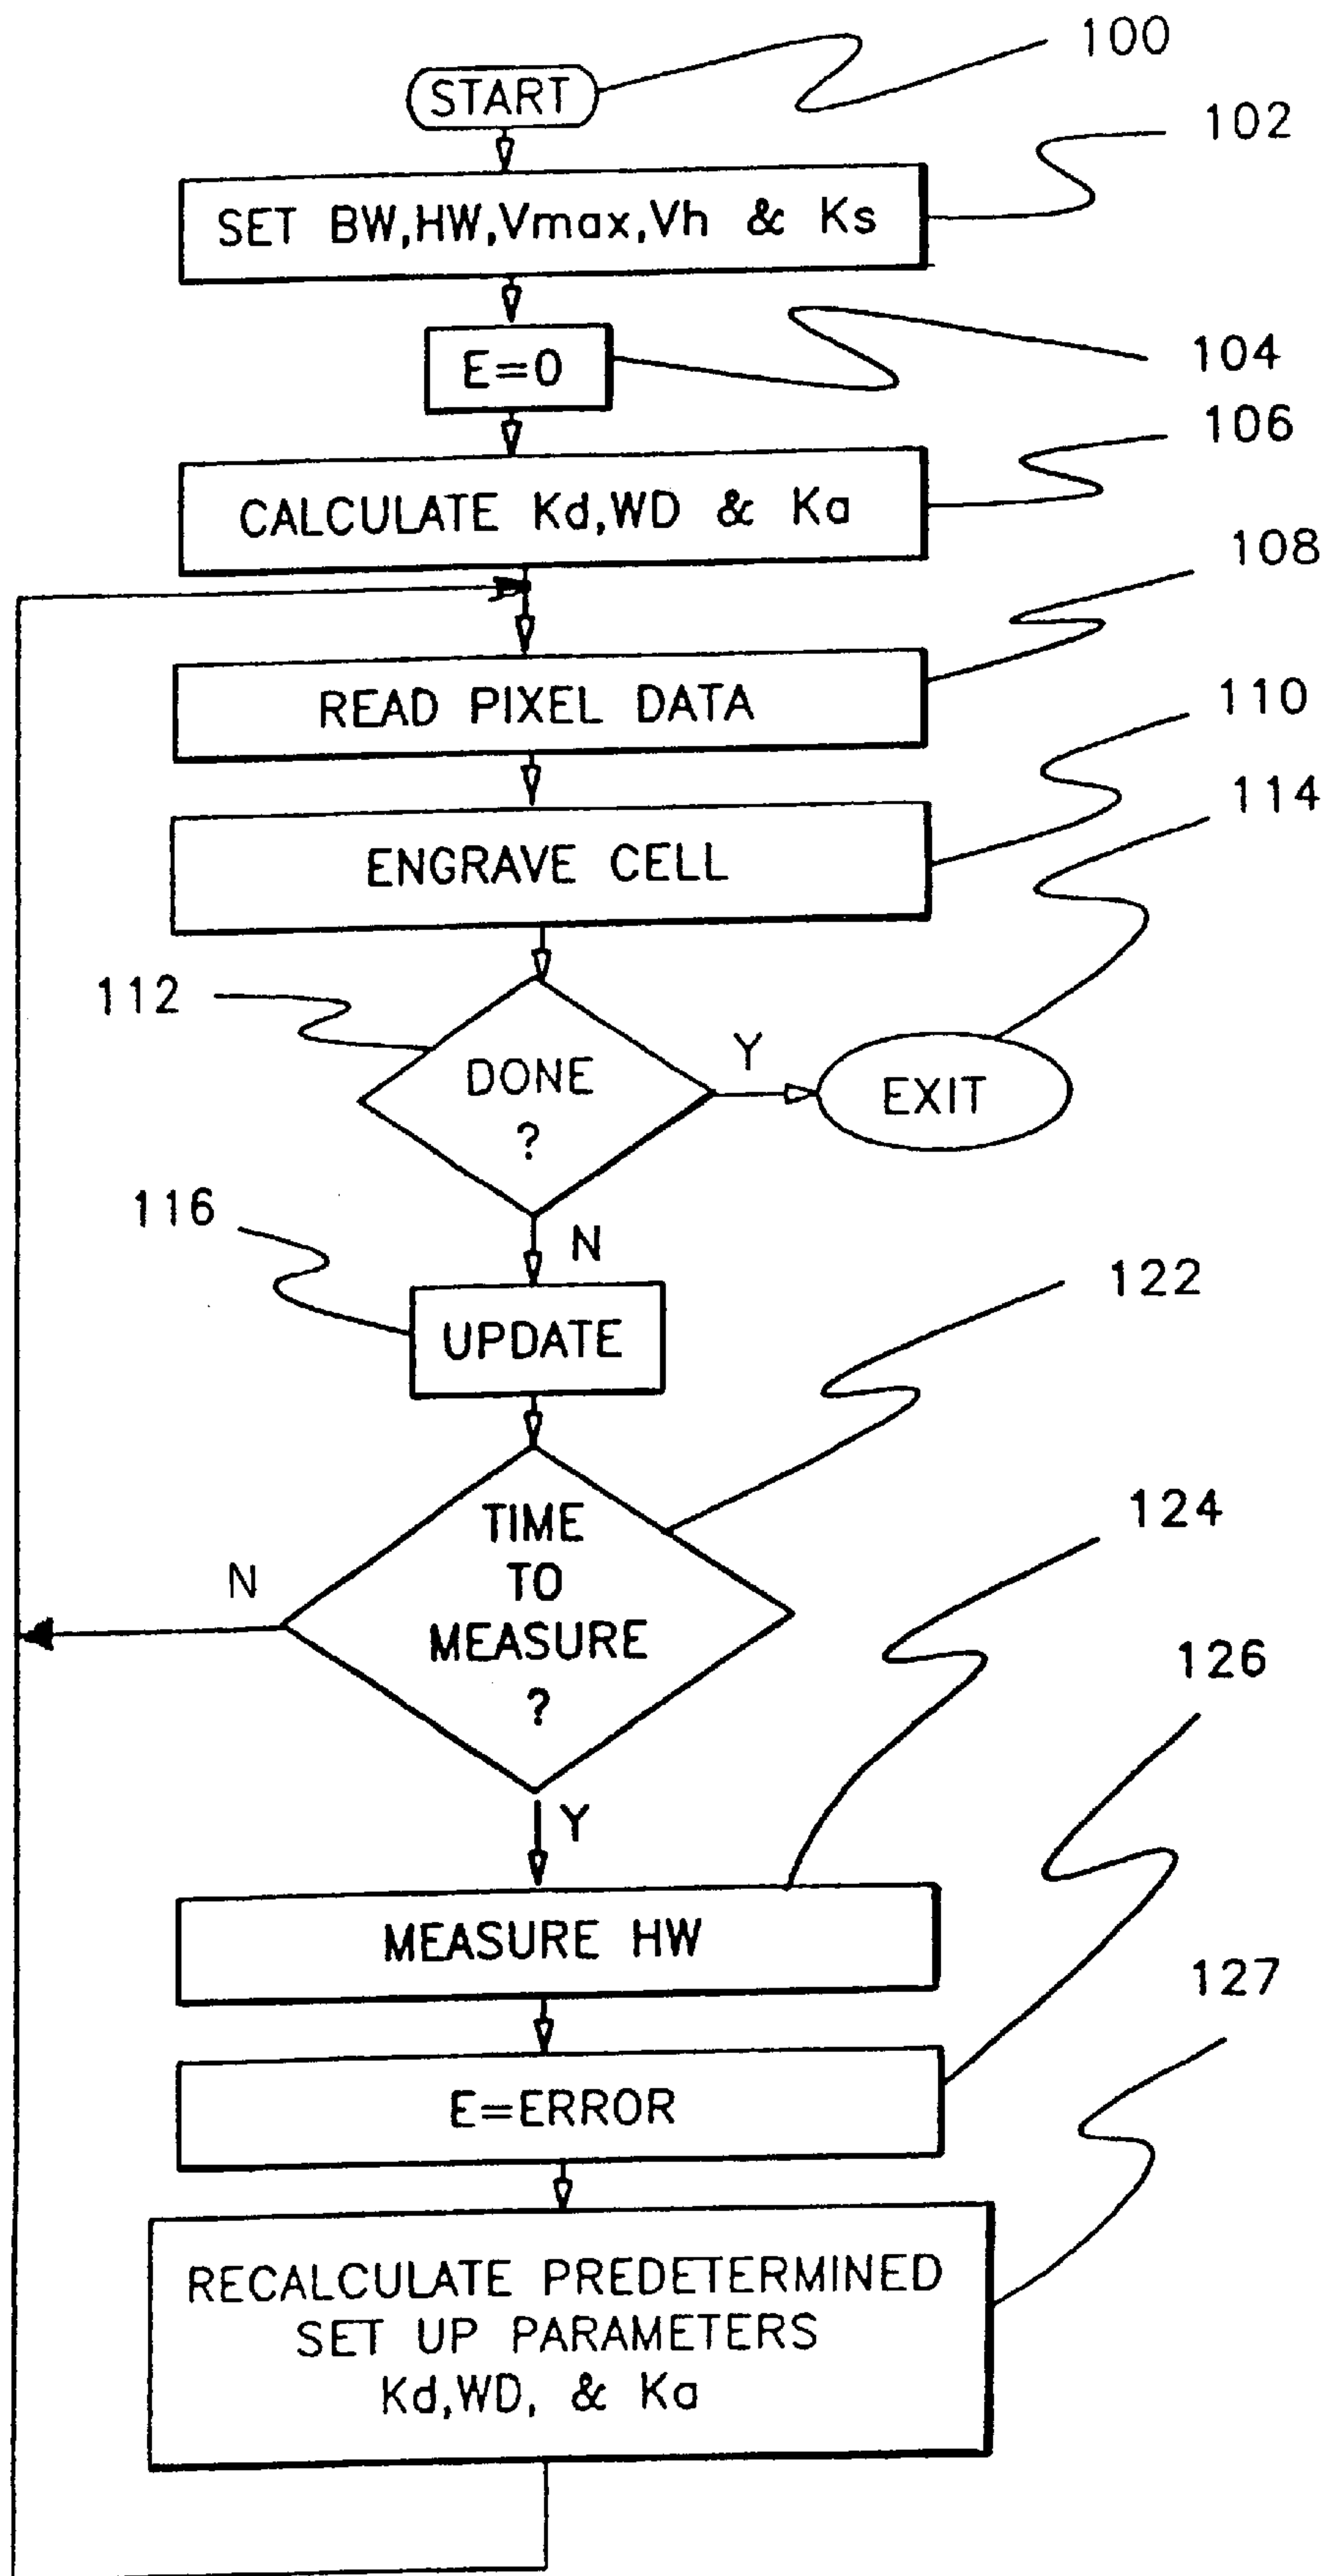 100
START
102
SET BW,HW,Vmax,Vh & Ks
104
E=0
106
CALCULATE Kd,WD & Ka
108
READ PIXEL DATA
110
ENGRAVE CELL
114
112
DONE
?
Y
EXIT
116
N
UPDATE
122
TIME
TO
MEASURE
?
N
124
Y
126
MEASURE HW
127
E=ERROR
RECALCULATE PREDETERMINED
SET UP PARAMETERS
Kd,WD, & Ka